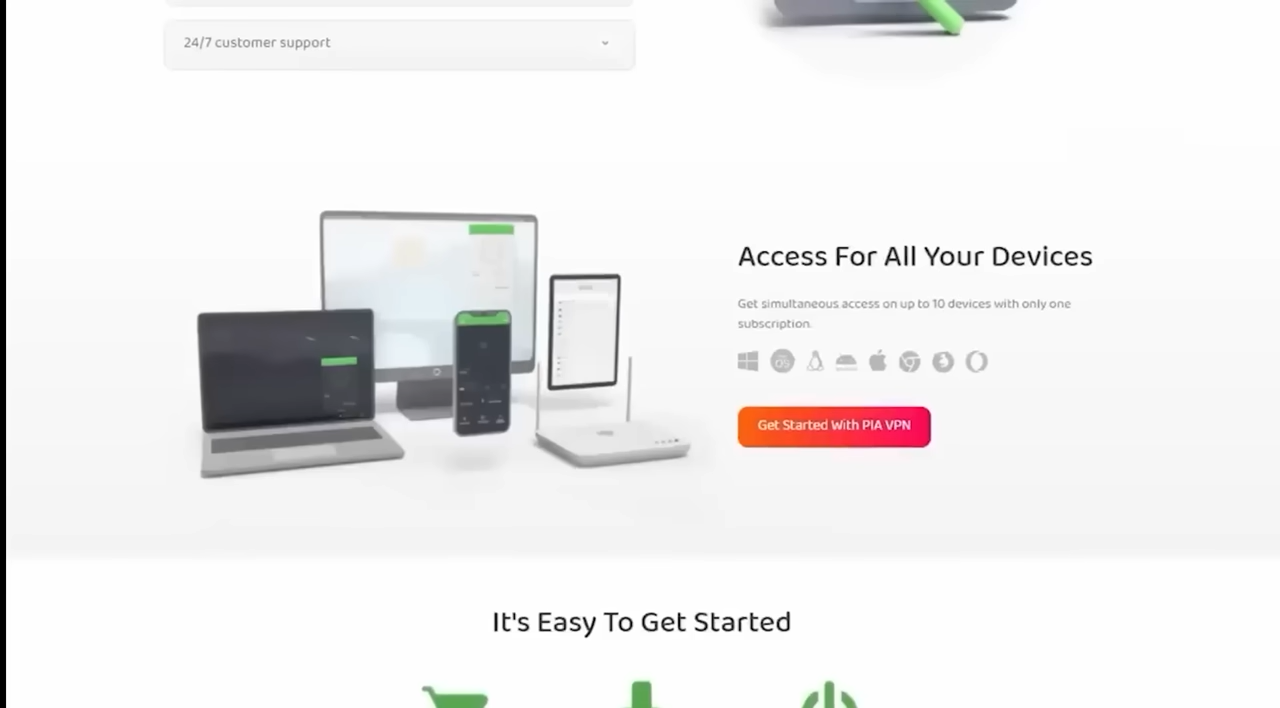 24/7 customer support
Access For All Your Devices
Get simultaneous access on up to 10 devices with only one
subscription.
Get Started With PIA VPN
It's Easy To Get Started